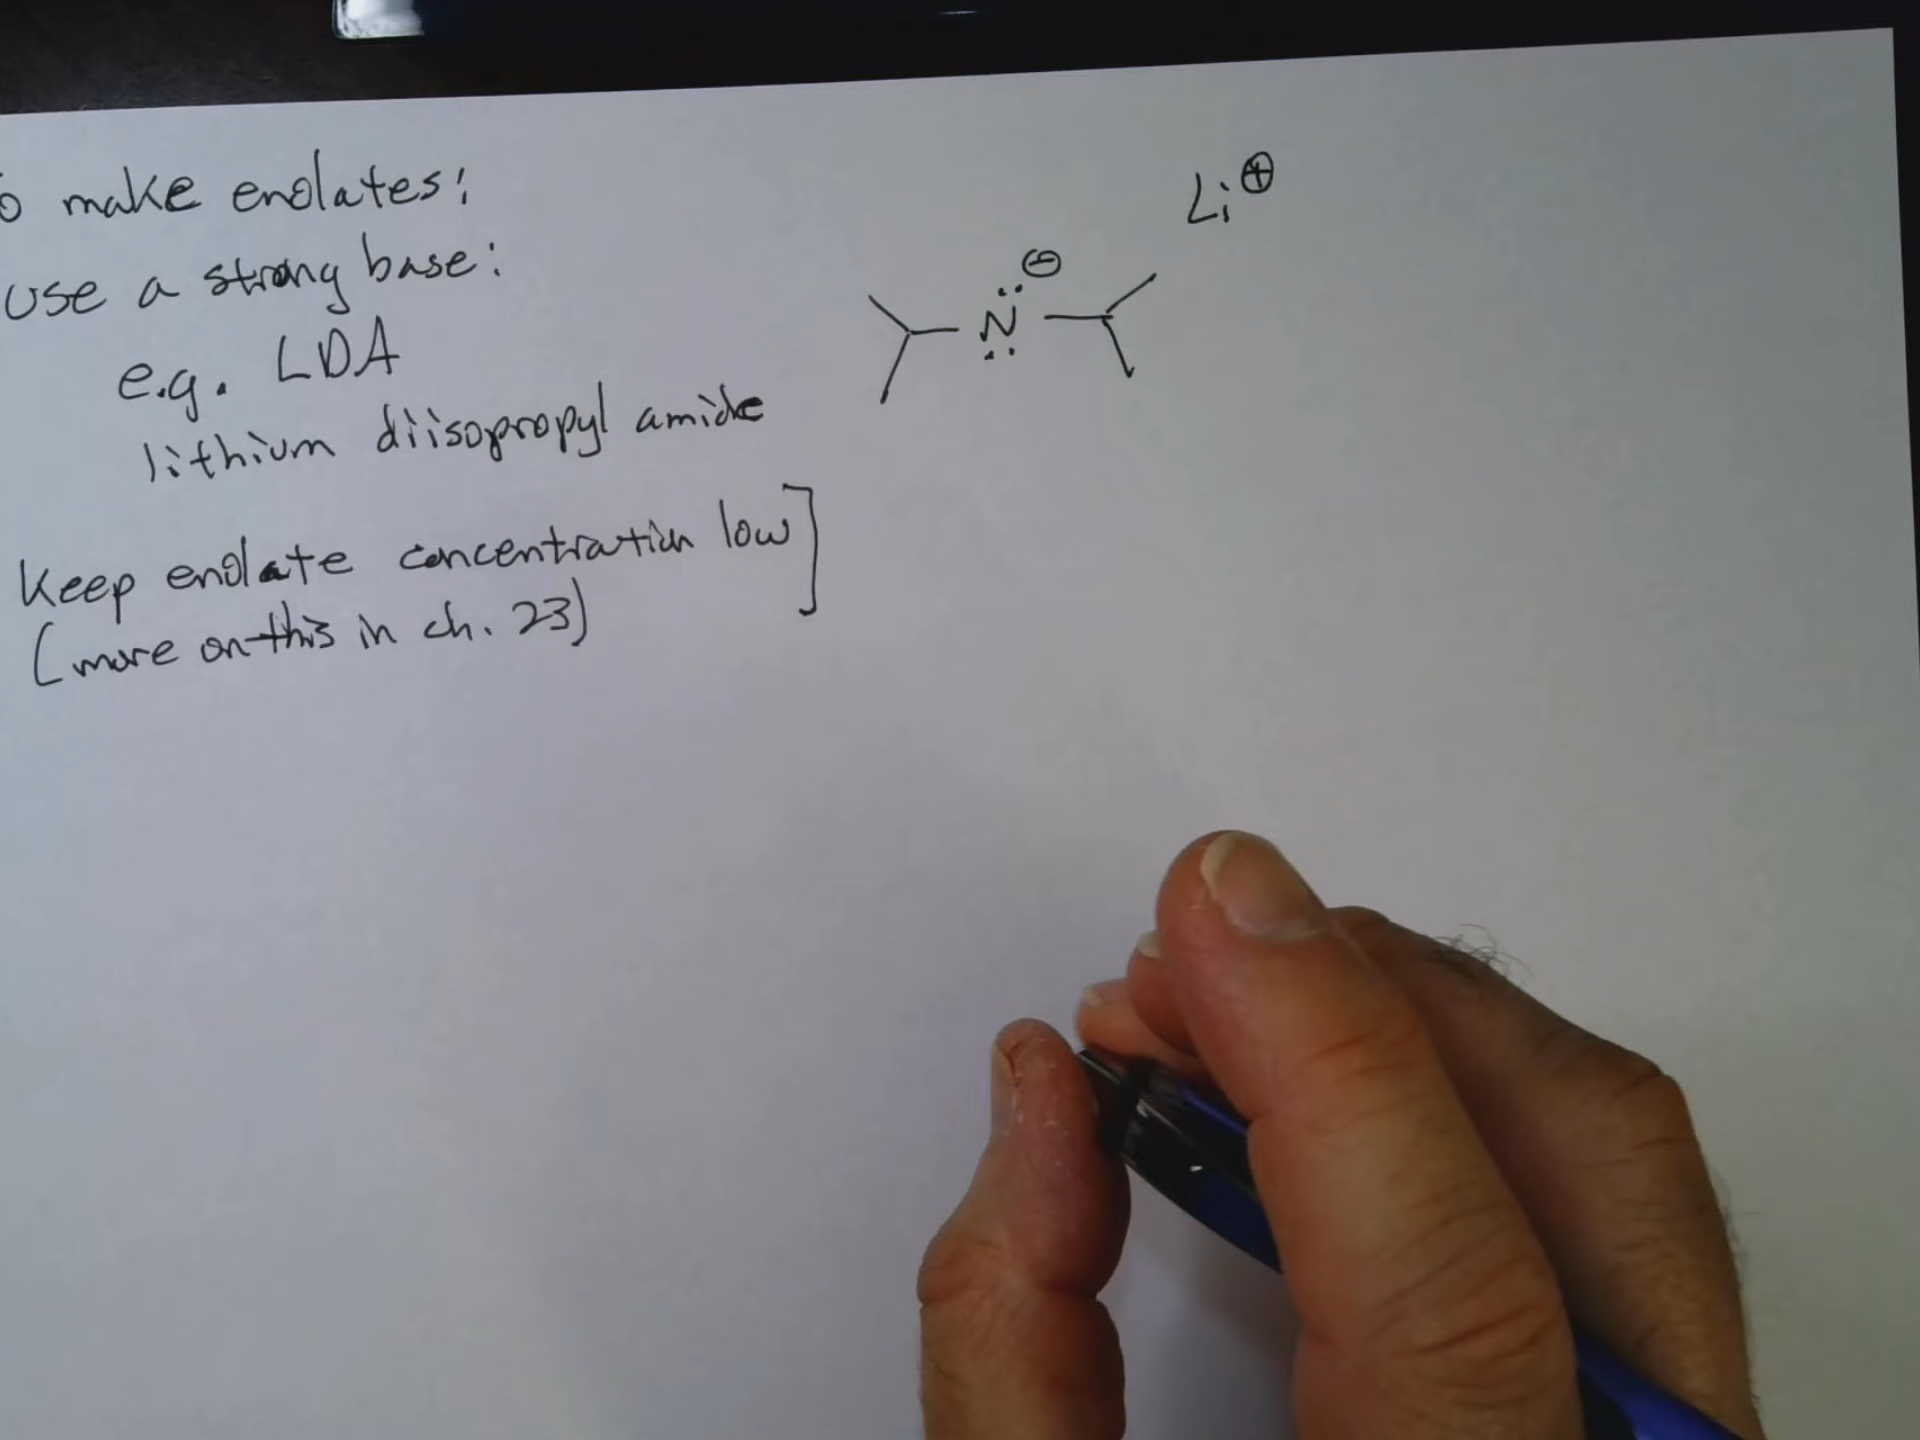 o make enolates:
use a strong base:
e.g. LDA
lithium diisopropyl amide
Keep enolate concentration low]
(more on this in ch. 23)
Li⊕
⊖
N